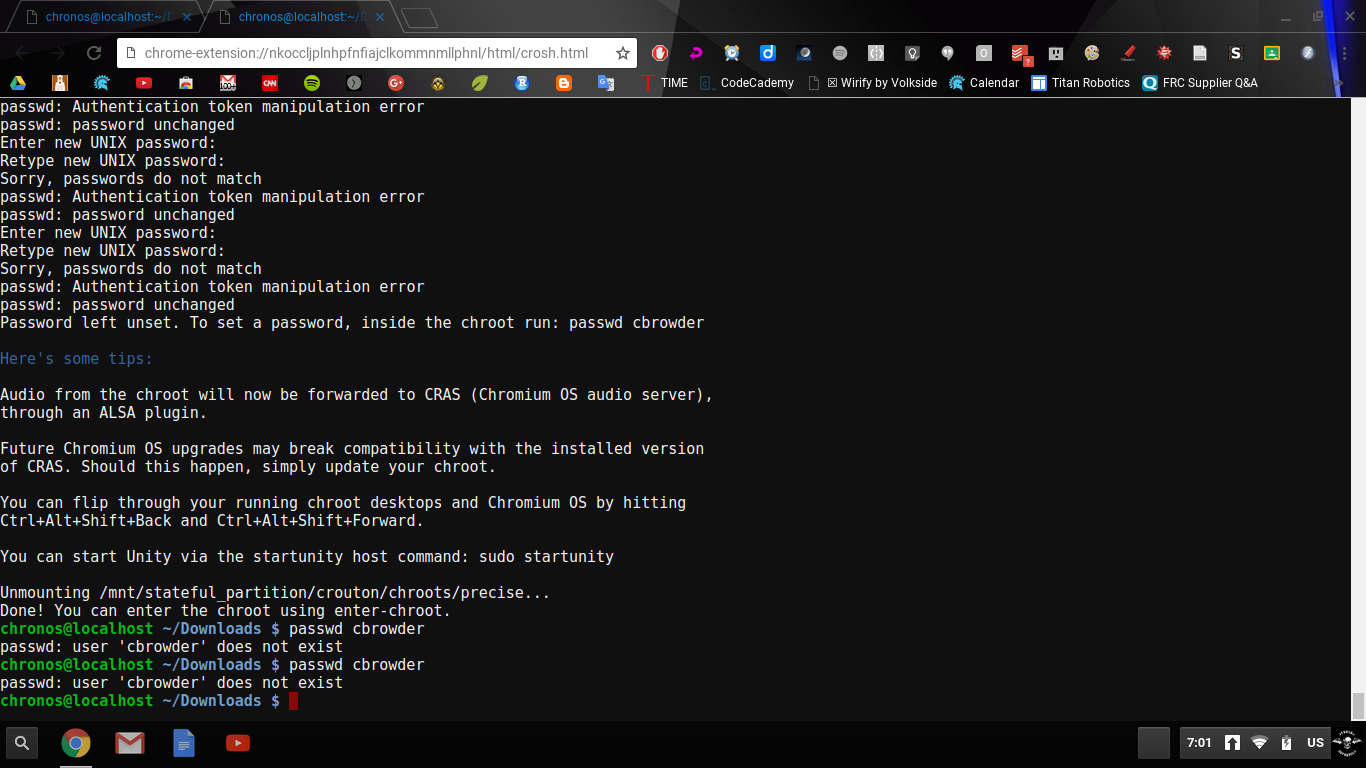 chronos@localhost:~/
chronos@localhost:~/
chrome-extension://nkoccljplnhpfnfiajclkommnmllphnl/html/crosh.html
CNN
TIME
CodeCademy
Wirify by Volkside
Calendar
Titan Robotics
FRC Supplier Q&A
passwd: Authentication token manipulation error
passwd: password unchanged
Enter new UNIX password:
Retype new UNIX password:
Sorry, passwords do not match
passwd: Authentication token manipulation error
passwd: password unchanged
Enter new UNIX password:
Retype new UNIX password:
Sorry, passwords do not match
passwd: Authentication token manipulation error
passwd: password unchanged
Password left unset. To set a password, inside the chroot run: passwd cbrowder
Here's some tips:
Audio from the chroot will now be forwarded to CRAS (Chromium OS audio server),
through an ALSA plugin.
Future Chromium OS upgrades may break compatibility with the installed version
of CRAS. Should this happen, simply update your chroot.
You can flip through your running chroot desktops and Chromium OS by hitting
Ctrl+Alt+Shift+Back and Ctrl+Alt+Shift+Forward.
You can start Unity via the startunity host command: sudo startunity
Unmounting /mnt/stateful_partition/crouton/chroots/precise...
Done! You can enter the chroot using enter-chroot.
chronos@localhost ~/Downloads $ passwd cbrowder
passwd: user 'cbrowder' does not exist
chronos@localhost ~/Downloads $ passwd cbrowder
passwd: user 'cbrowder' does not exist
chronos@localhost ~/Downloads $
7:01
US